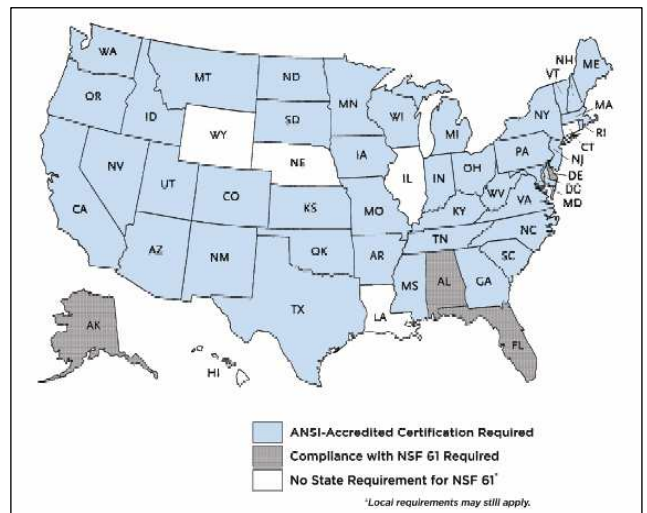 WA
MT
ND
MN
NH
VT
ME
OR
ID
SD
WI
MI
NY
MA
WY
RI
CT
NV
NE
IA
IL
IN
OH
PA
NJ
DE
DC
MD
CA
UT
CO
KS
MO
KY
WV
VA
AZ
NM
OK
AR
TN
NC
SC
TX
LA
MS
AL
GA
AK
HI
FL
ANSI-Accredited Certification Required
Compliance with NSF 61 Required
No State Requirement for NSF 61*
*Local requirements may still apply.